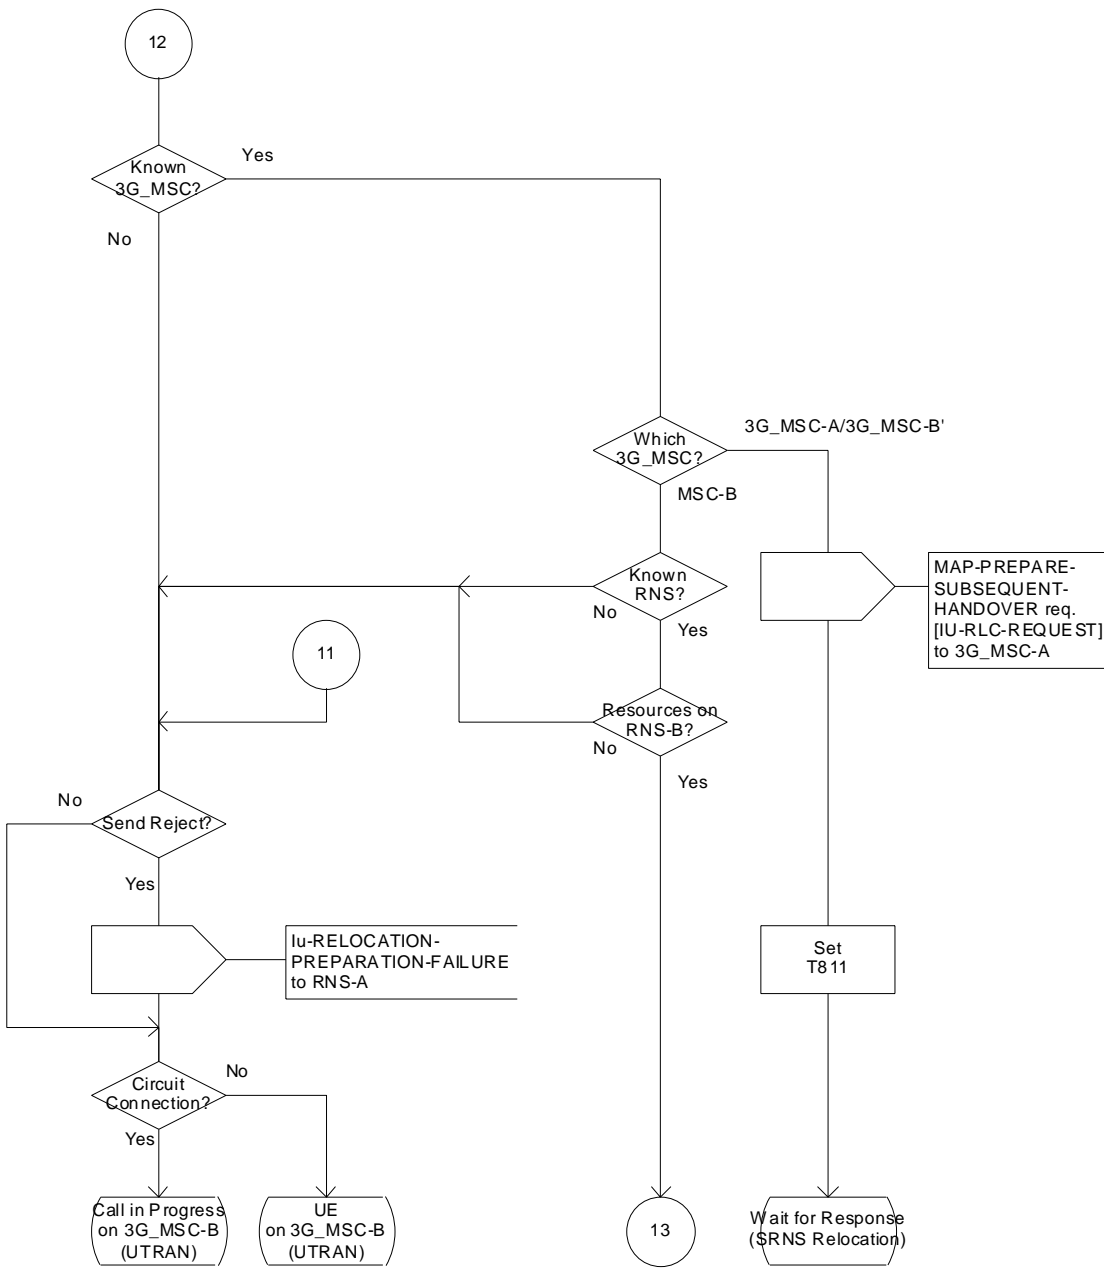 12
Known
3G_MSC?
Yes
No
Which
3G_MSC?
3G_MSC-A/3G_MSC-B'
MSC-B
Known
RNS?
No
Yes
MAP-PREPARE-
SUBSEQUENT-
HANDOVER req.
[IU-RLC-REQUEST]
to 3G_MSC-A
11
Resources on
RNS-B?
No
Yes
No
Send Reject?
Yes
Iu-RELOCATION-
PREPARATION-FAILURE
to RNS-A
Set
T811
Circuit
Connection?
No
Yes
Call in Progress
on 3G_MSC-B
(UTRAN)
UE
on 3G_MSC-B
(UTRAN)
13
Wait for Response
(SRNS Relocation)